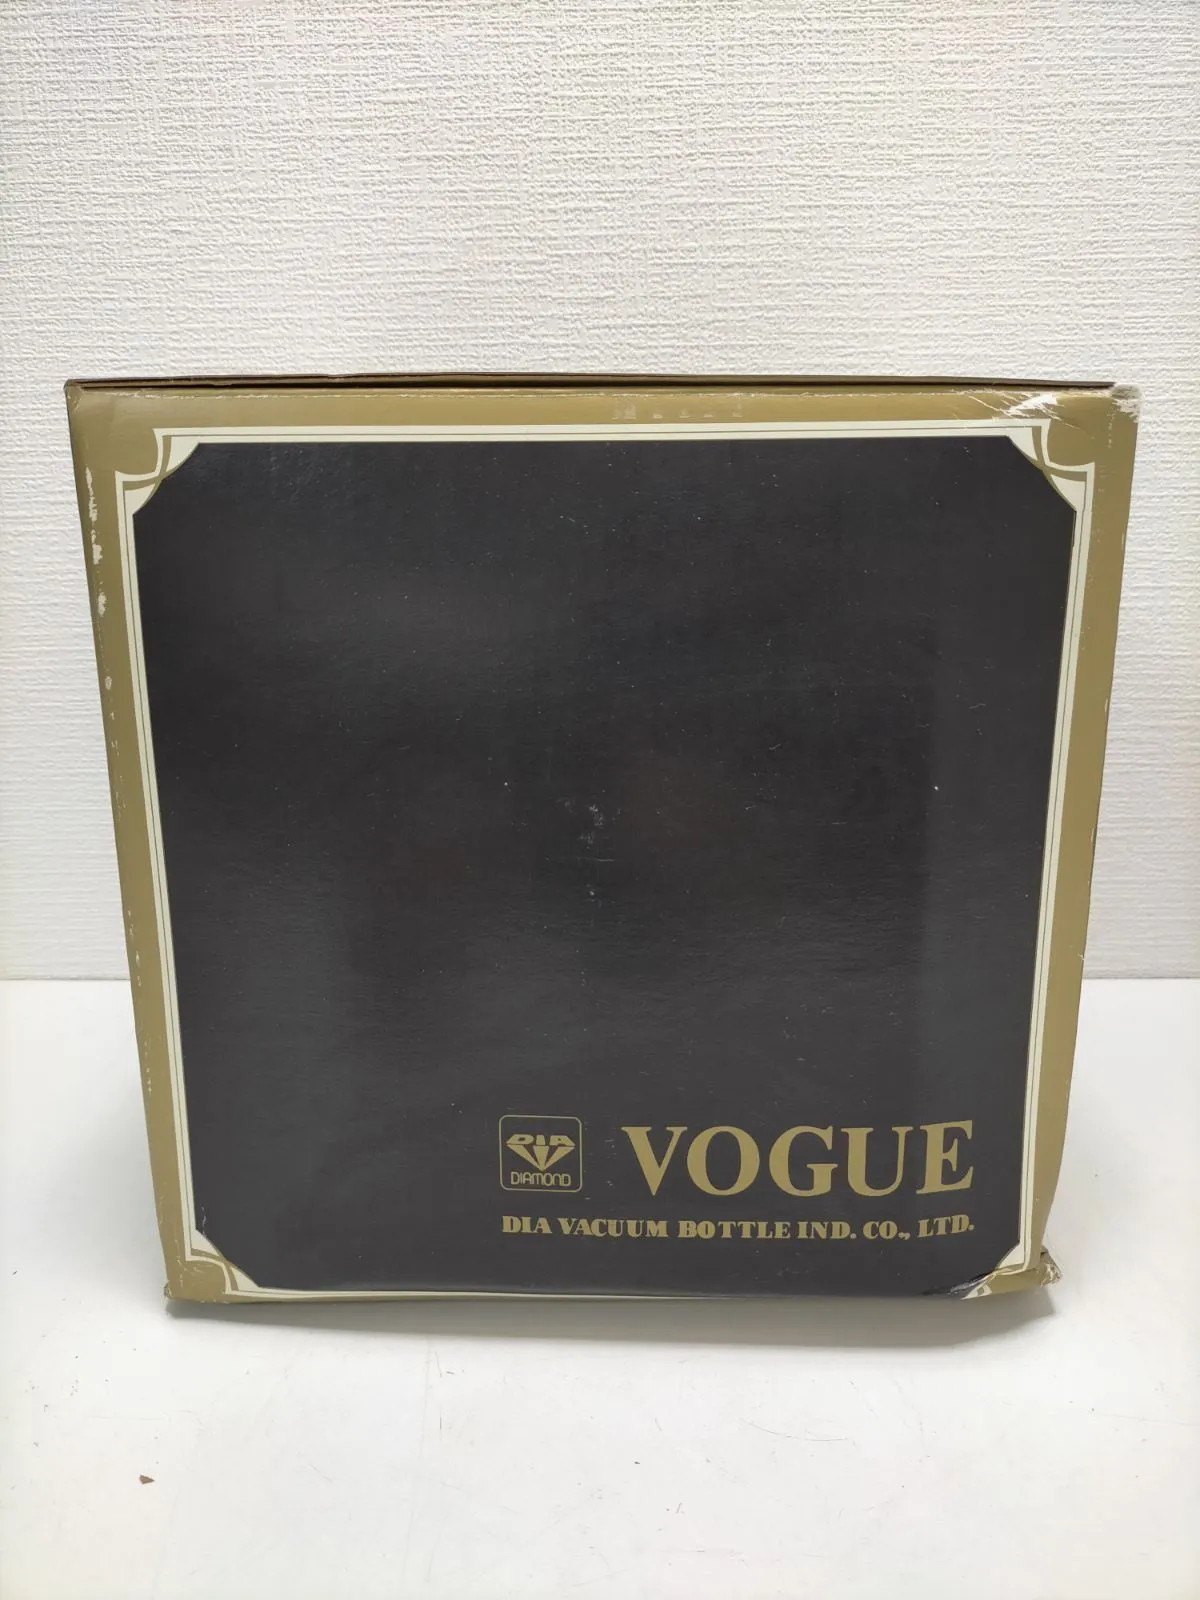 DIA
DIAMOND
VOGUE
DIA VACUUM BOTTLE IND. CO., LTD.